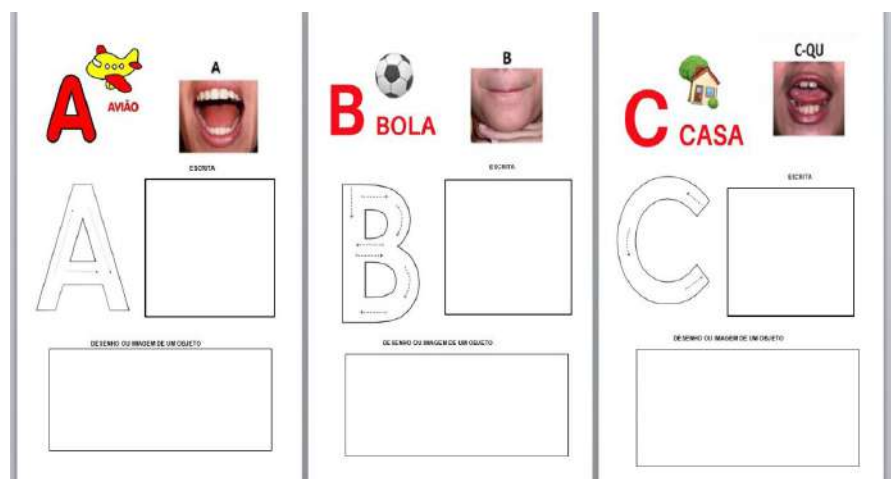 A
AVIÃO
A
ESCRITA
A
DESENHO OU IMAGEM DE UM OBJETO
B
BOLA
B
ESCRITA
B
DESENHO OU IMAGEM DE UM OBJETO
C
CASA
C-QU
ESCRITA
C
DESENHO OU IMAGEM DE UM OBJETO